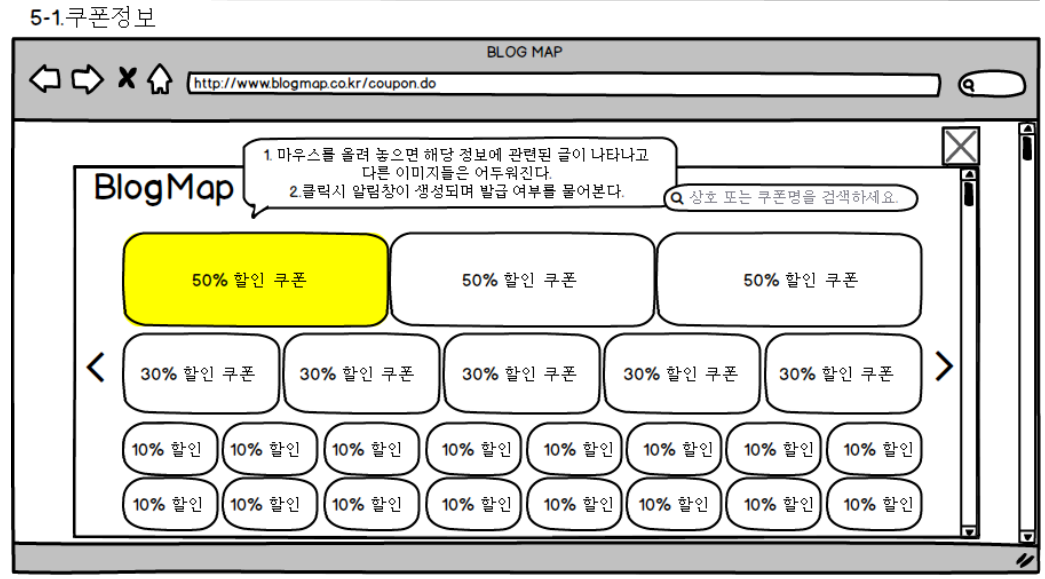 5-1.쿠폰정보
BLOG MAP
http://www.blogmap.co.kr/coupon.do
1. 마우스를 올려 놓으면 해당 정보에 관련된 글이 나타나고
다른 이미지들은 어두워진다.
2.클릭시 알림창이 생성되며 발급 여부를 물어본다.
BlogMap
상호 또는 쿠폰명을 검색하세요.
50% 할인 쿠폰 50% 할인 쿠폰 50% 할인 쿠폰
30% 할인 쿠폰 30% 할인 쿠폰 30% 할인 쿠폰 30% 할인 쿠폰 30% 할인 쿠폰
10% 할인 10% 할인 10% 할인 10% 할인 10% 할인 10% 할인 10% 할인 10% 할인
10% 할인 10% 할인 10% 할인 10% 할인 10% 할인 10% 할인 10% 할인 10% 할인